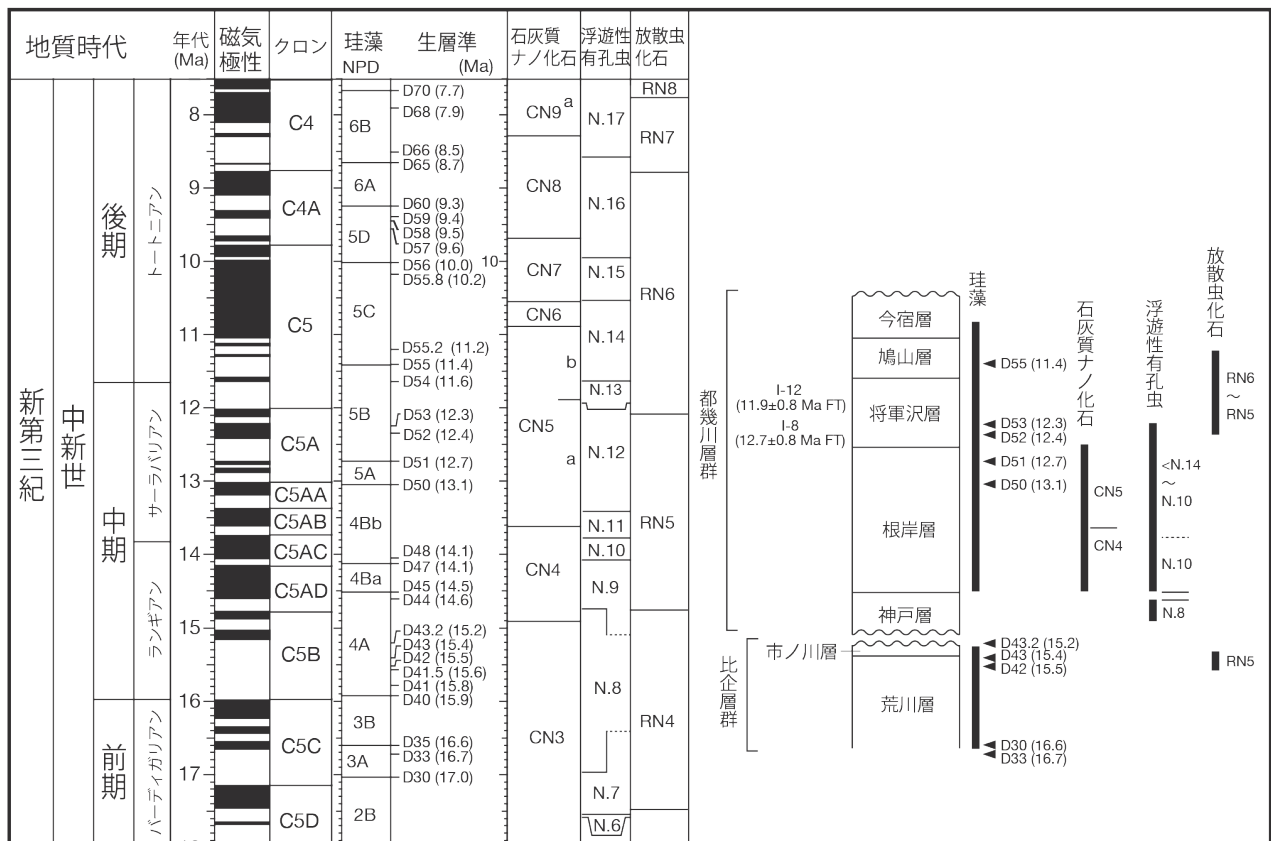 地質時代
年代
(Ma)
磁気
極性
クロン
珪藻
NPD
生層準
(Ma)
石灰質
ナノ化石
浮遊性
有孔虫
放散虫
化石
新第三紀
中新世
後期
中期
前期
トートニアン
サーラバリアン
ランギアン
バーディガリアン
8
9
10
11
12
13
14
15
16
17
C4
C4A
C5
C5A
C5AA
C5AB
C5AC
C5AD
C5B
C5C
C5D
6B
6A
5D
5C
5B
5A
4Bb
4Ba
4A
3B
3A
2B
D70 (7.7)
D68 (7.9)
D66 (8.5)
D65 (8.7)
D60 (9.3)
D59 (9.4)
D58 (9.5)
D57 (9.6)
D56 (10.0)
10
D55.8 (10.2)
D55.2 (11.2)
D55 (11.4)
D54 (11.6)
D53 (12.3)
D52 (12.4)
D51 (12.7)
D50 (13.1)
D48 (14.1)
D47 (14.1)
D45 (14.5)
D44 (14.6)
D43.2 (15.2)
D43 (15.4)
D42 (15.5)
D41.5 (15.6)
D41 (15.8)
D40 (15.9)
D35 (16.6)
D33 (16.7)
D30 (17.0)
CN9
a
CN8
CN7
CN6
b
CN5
a
CN4
CN3
N.17
N.16
N.15
N.14
N.13
N.12
N.11
N.10
N.9
N.8
N.7
N.6
RN8
RN7
RN6
RN5
RN4
都幾川層群
比企層群
I-12
(11.9±0.8 Ma FT)
I-8
(12.7±0.8 Ma FT)
今宿層
鳩山層
将軍沢層
根岸層
神戸層
市ノ川層
荒川層
珪藻
D55 (11.4)
D53 (12.3)
D52 (12.4)
D51 (12.7)
D50 (13.1)
D43.2 (15.2)
D43 (15.4)
D42 (15.5)
D30 (16.6)
D33 (16.7)
石灰質ナノ化石
CN5
CN4
浮遊性有孔虫
<N.14
〜
N.10
N.10
N.8
放散虫化石
RN6
〜
RN5
RN5